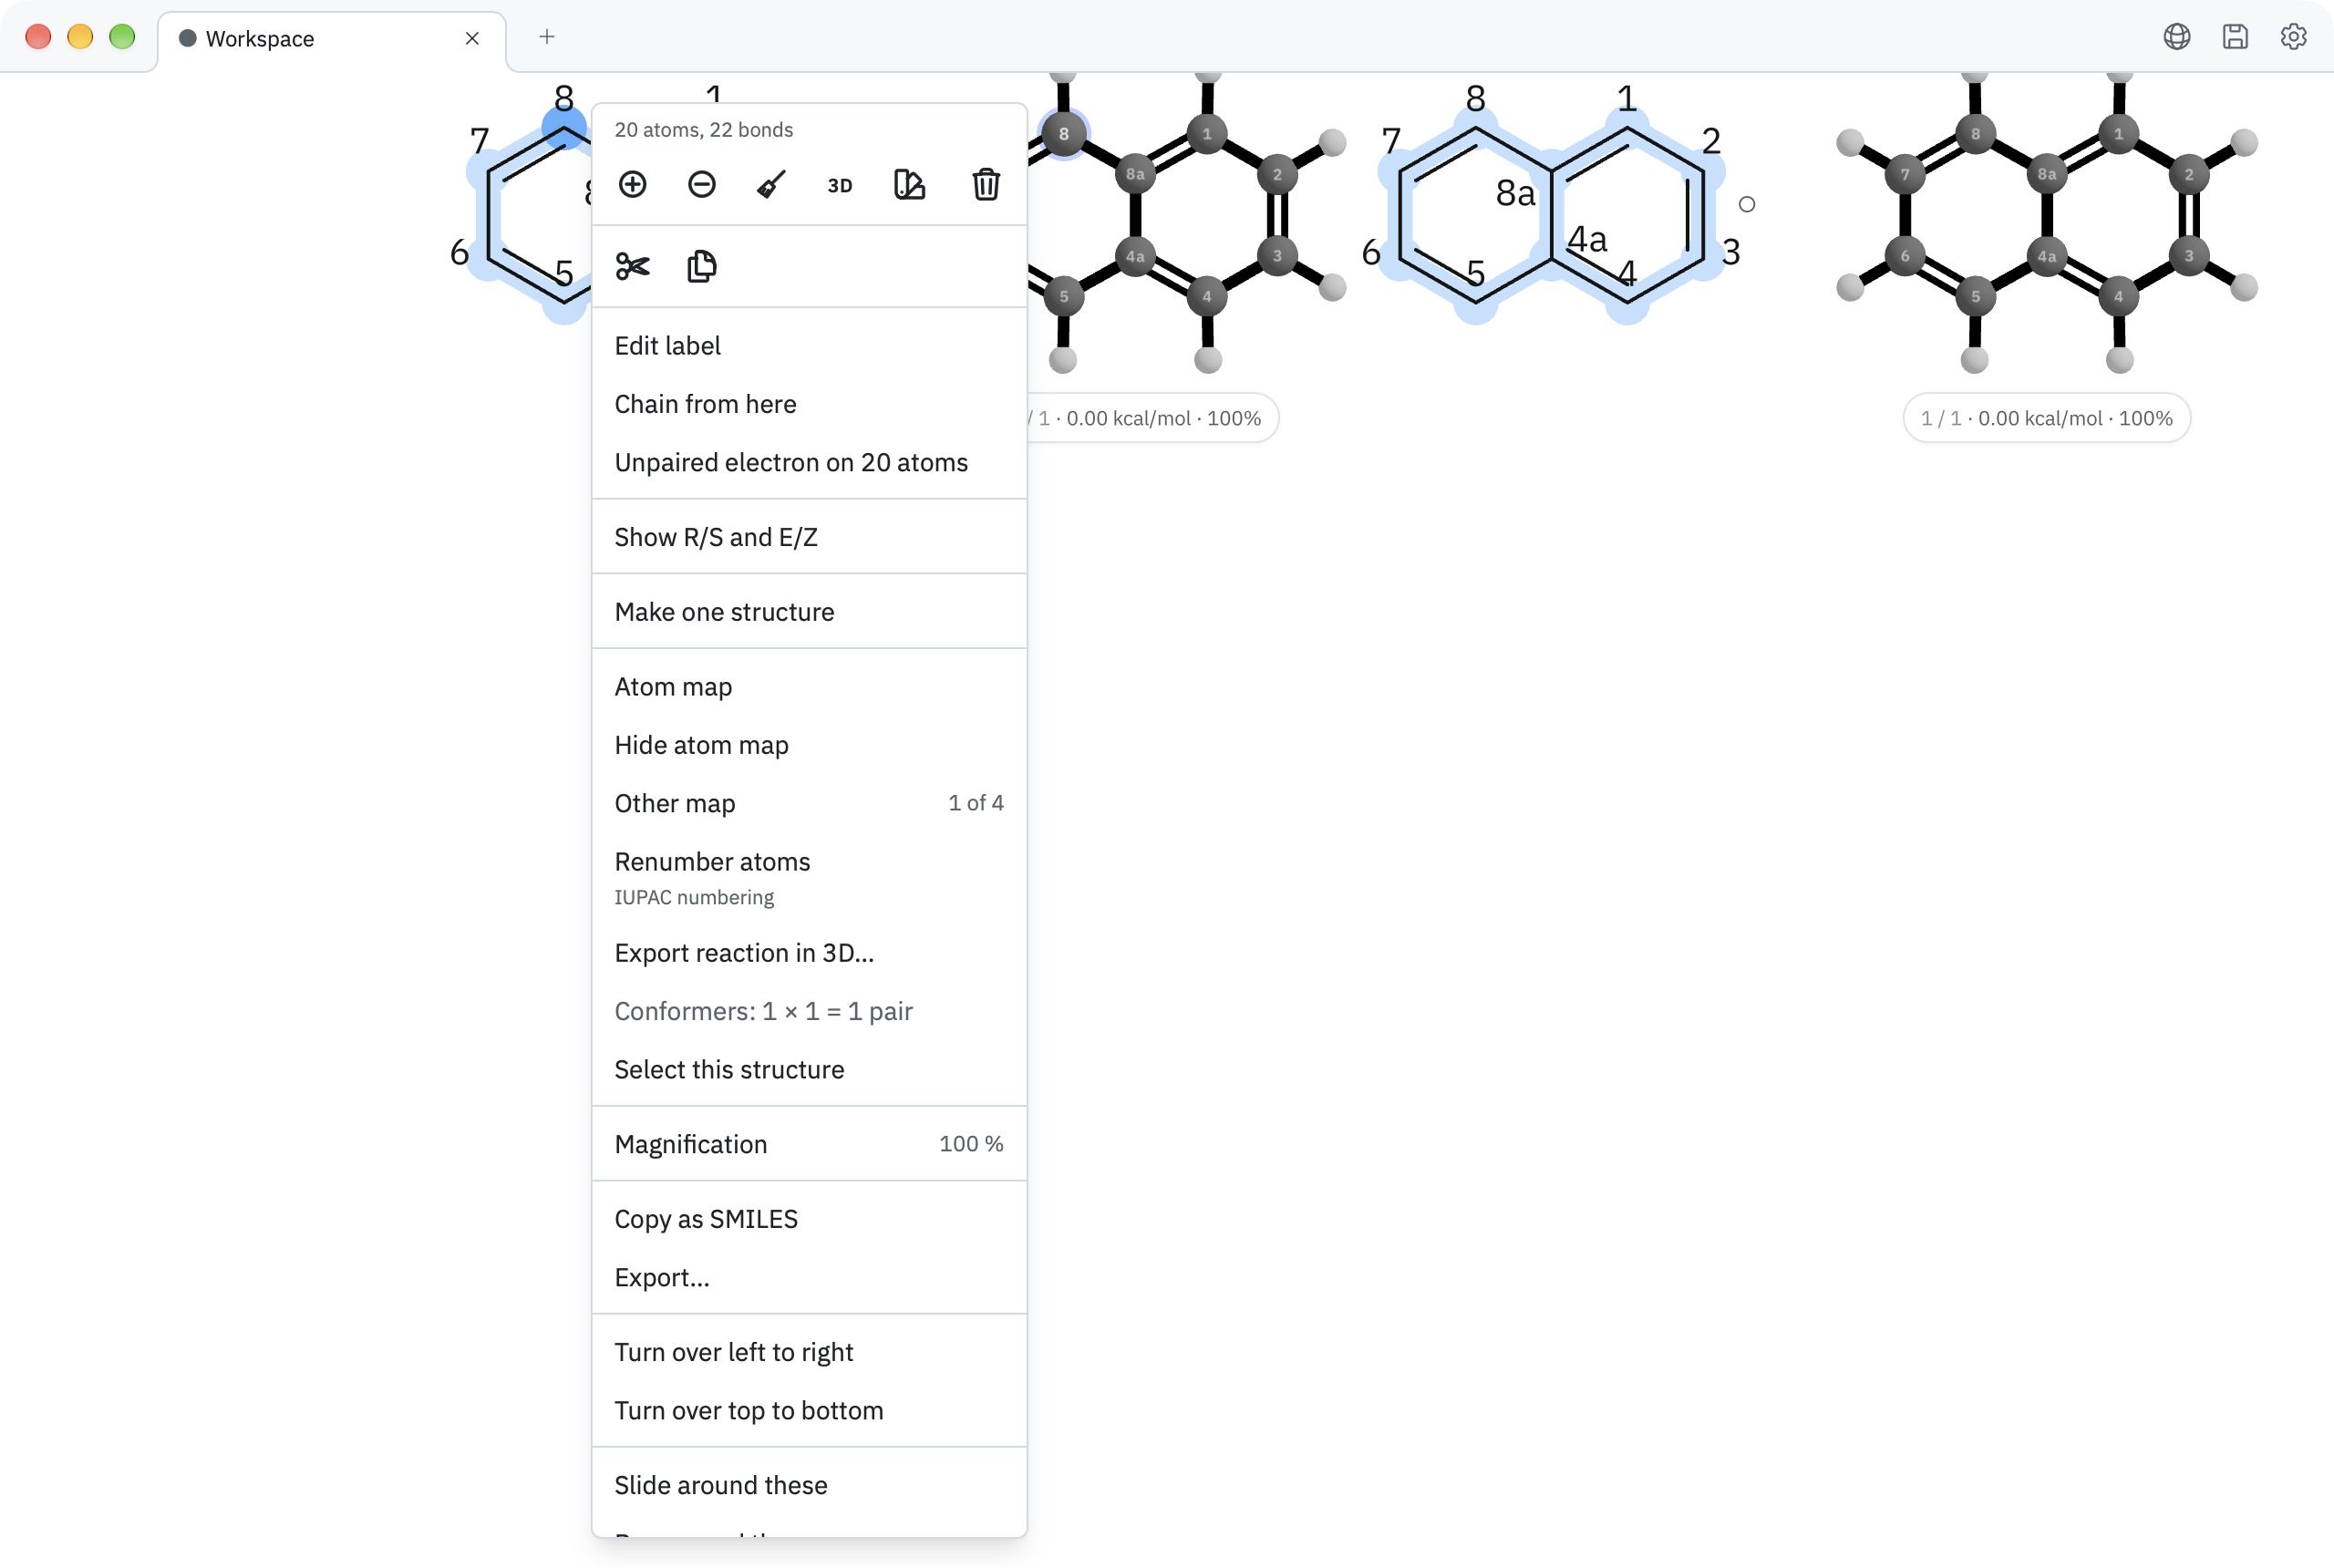 Workspace
8
1
7
6
5
20 atoms, 22 bonds
3D
Edit label
Chain from here
Unpaired electron on 20 atoms
Show R/S and E/Z
Make one structure
Atom map
Hide atom map
Other map 1 of 4
Renumber atoms
IUPAC numbering
Export reaction in 3D...
Conformers: 1 × 1 = 1 pair
Select this structure
Magnification 100 %
Copy as SMILES
Export...
Turn over left to right
Turn over top to bottom
Slide around these
8
1
8a
2
4a
3
5
4
/ 1 · 0.00 kcal/mol · 100%
8
1
7
2
8a
4a
6
3
5
4
8
1
7
8a
2
6
4a
3
5
4
1 / 1 · 0.00 kcal/mol · 100%